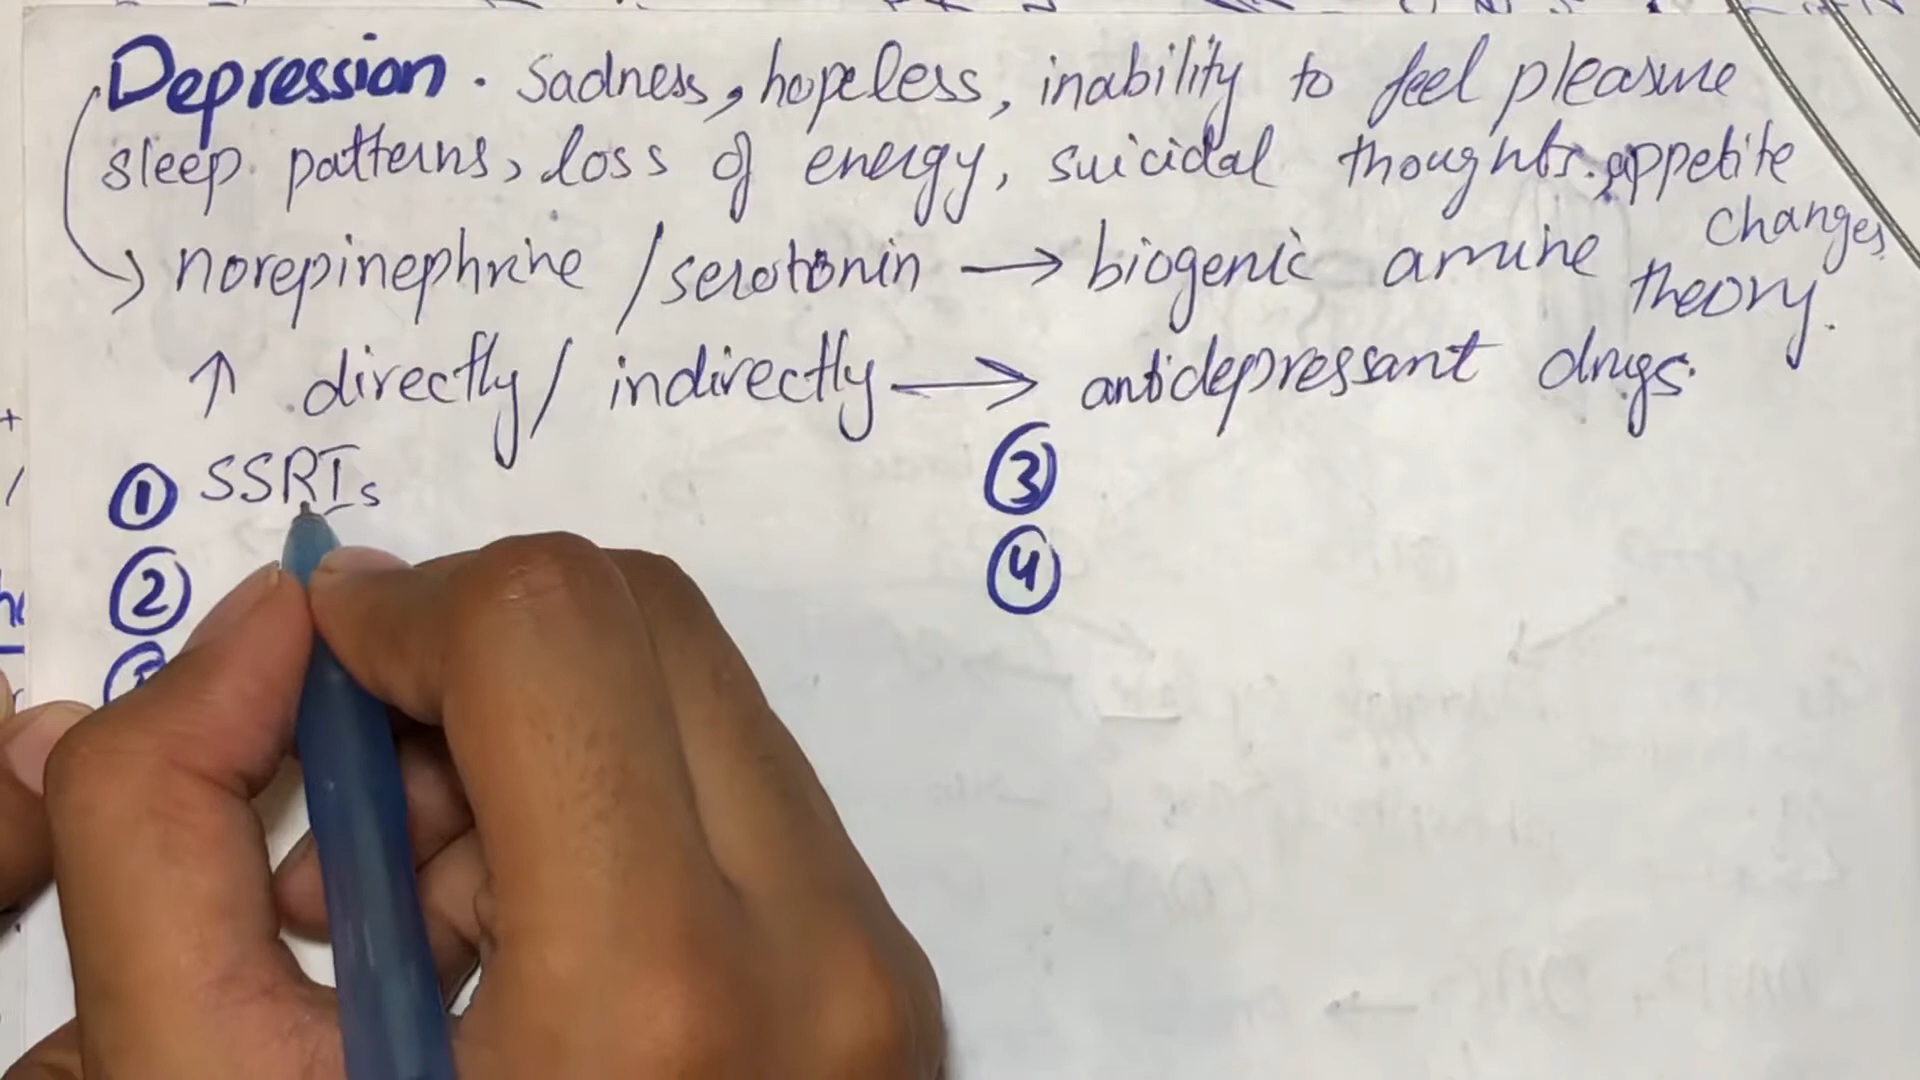 Depression. Sadness, hopeless, inability to feel pleasure
sleep patterns, loss of energy, suicidal thoughts. appetite
changes
norepinephrine / serotonin → biogenic amine theory.
↑ directly / indirectly → antidepressant drugs.
① SSRIs
②
③
④